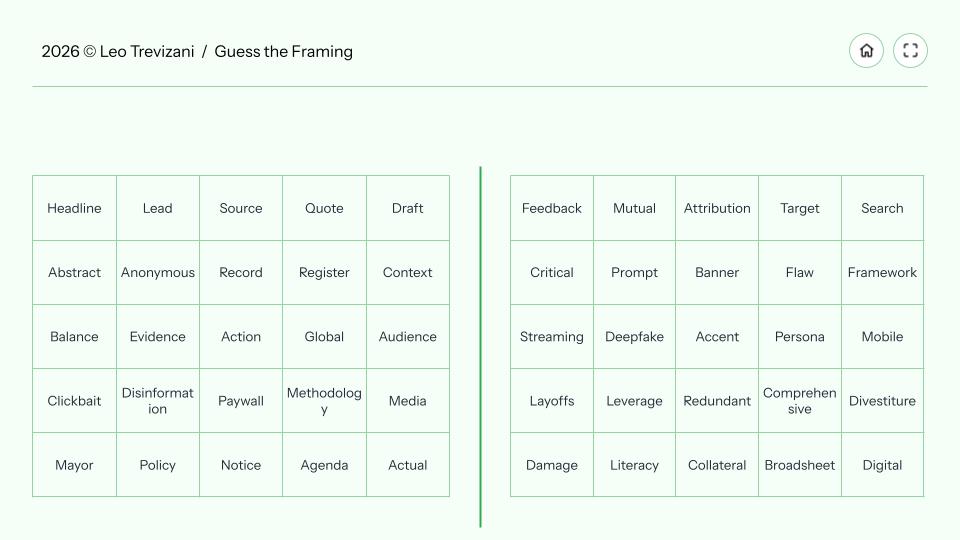 2026 © Leo Trevizani / Guess the Framing
Headline Lead Source Quote Draft
Abstract Anonymous Record Register Context
Balance Evidence Action Global Audience
Clickbait Disinformat
ion Paywall Methodolog
y Media
Mayor Policy Notice Agenda Actual
Feedback Mutual Attribution Target Search
Critical Prompt Banner Flaw Framework
Streaming Deepfake Accent Persona Mobile
Layoffs Leverage Redundant Comprehen
sive Divestiture
Damage Literacy Collateral Broadsheet Digital